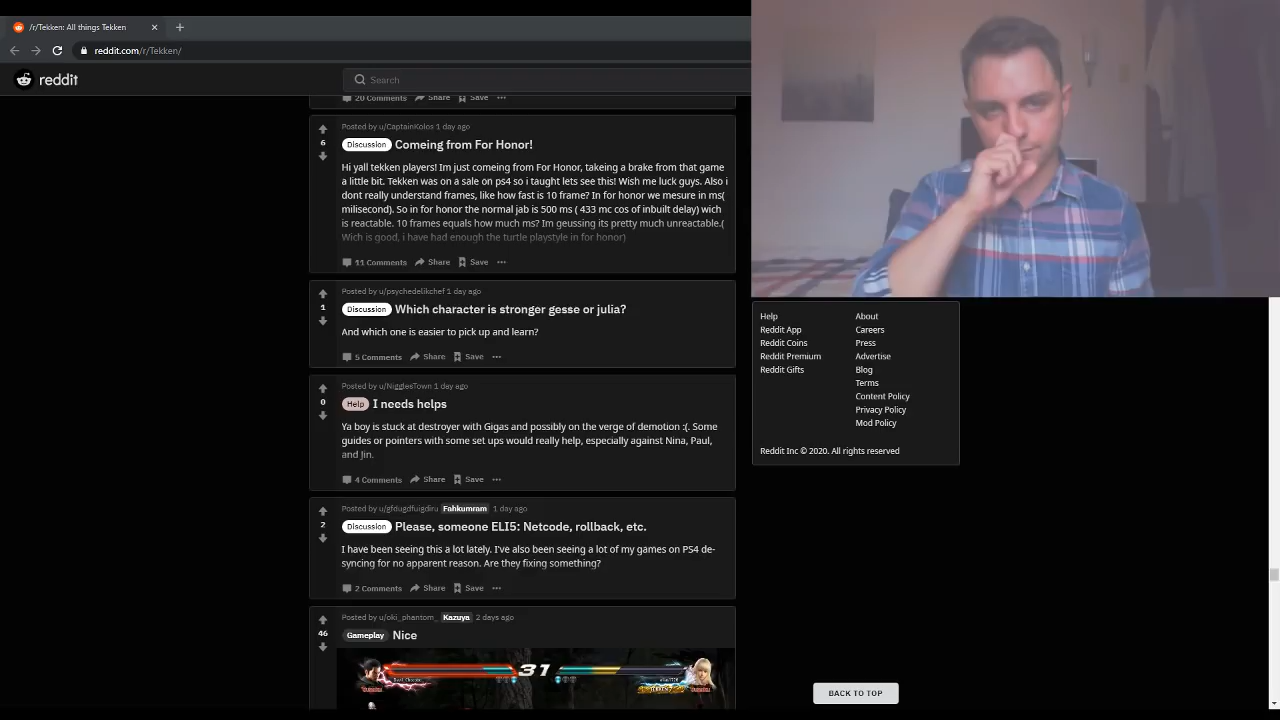 /r/Tekken: All things Tekken
reddit.com/r/Tekken/
reddit
Search
20 Comments Share Save
Posted by u/CaptainKolos 1 day ago
6
Discussion Comeing from For Honor!
Hi yall tekken players! Im just comeing from For Honor, takeing a brake from that game
a little bit. Tekken was on a sale on ps4 so i taught lets see this! Wish me luck guys. Also i
dont really understand frames, like how fast is 10 frame? In for honor we mesure in ms(
milisecond). So in for honor the normal jab is 500 ms ( 433 mc cos of inbuilt delay) wich
is reactable. 10 frames equals how much ms? Im geussing its pretty much unreactable.(
Wich is good, i have had enough the turtle playstyle in for honor)
11 Comments Share Save
Posted by u/psychedelikchef 1 day ago
1
Discussion Which character is stronger gesse or julia?
And which one is easier to pick up and learn?
5 Comments Share Save
Posted by u/NigglesTown 1 day ago
0
Help I needs helps
Ya boy is stuck at destroyer with Gigas and possibly on the verge of demotion :(. Some
guides or pointers with some set ups would really help, especially against Nina, Paul,
and Jin.
4 Comments Share Save
Posted by u/gfdugdfuigdiru Fahkumram 1 day ago
2
Discussion Please, someone ELI5: Netcode, rollback, etc.
I have been seeing this a lot lately. I've also been seeing a lot of my games on PS4 de-
syncing for no apparent reason. Are they fixing something?
2 Comments Share Save
Posted by u/oki_phantom_ Kazuya 2 days ago
46
Gameplay Nice
31
Help About
Reddit App Careers
Reddit Coins Press
Reddit Premium Advertise
Reddit Gifts Blog
Terms
Content Policy
Privacy Policy
Mod Policy
Reddit Inc © 2020. All rights reserved
BACK TO TOP